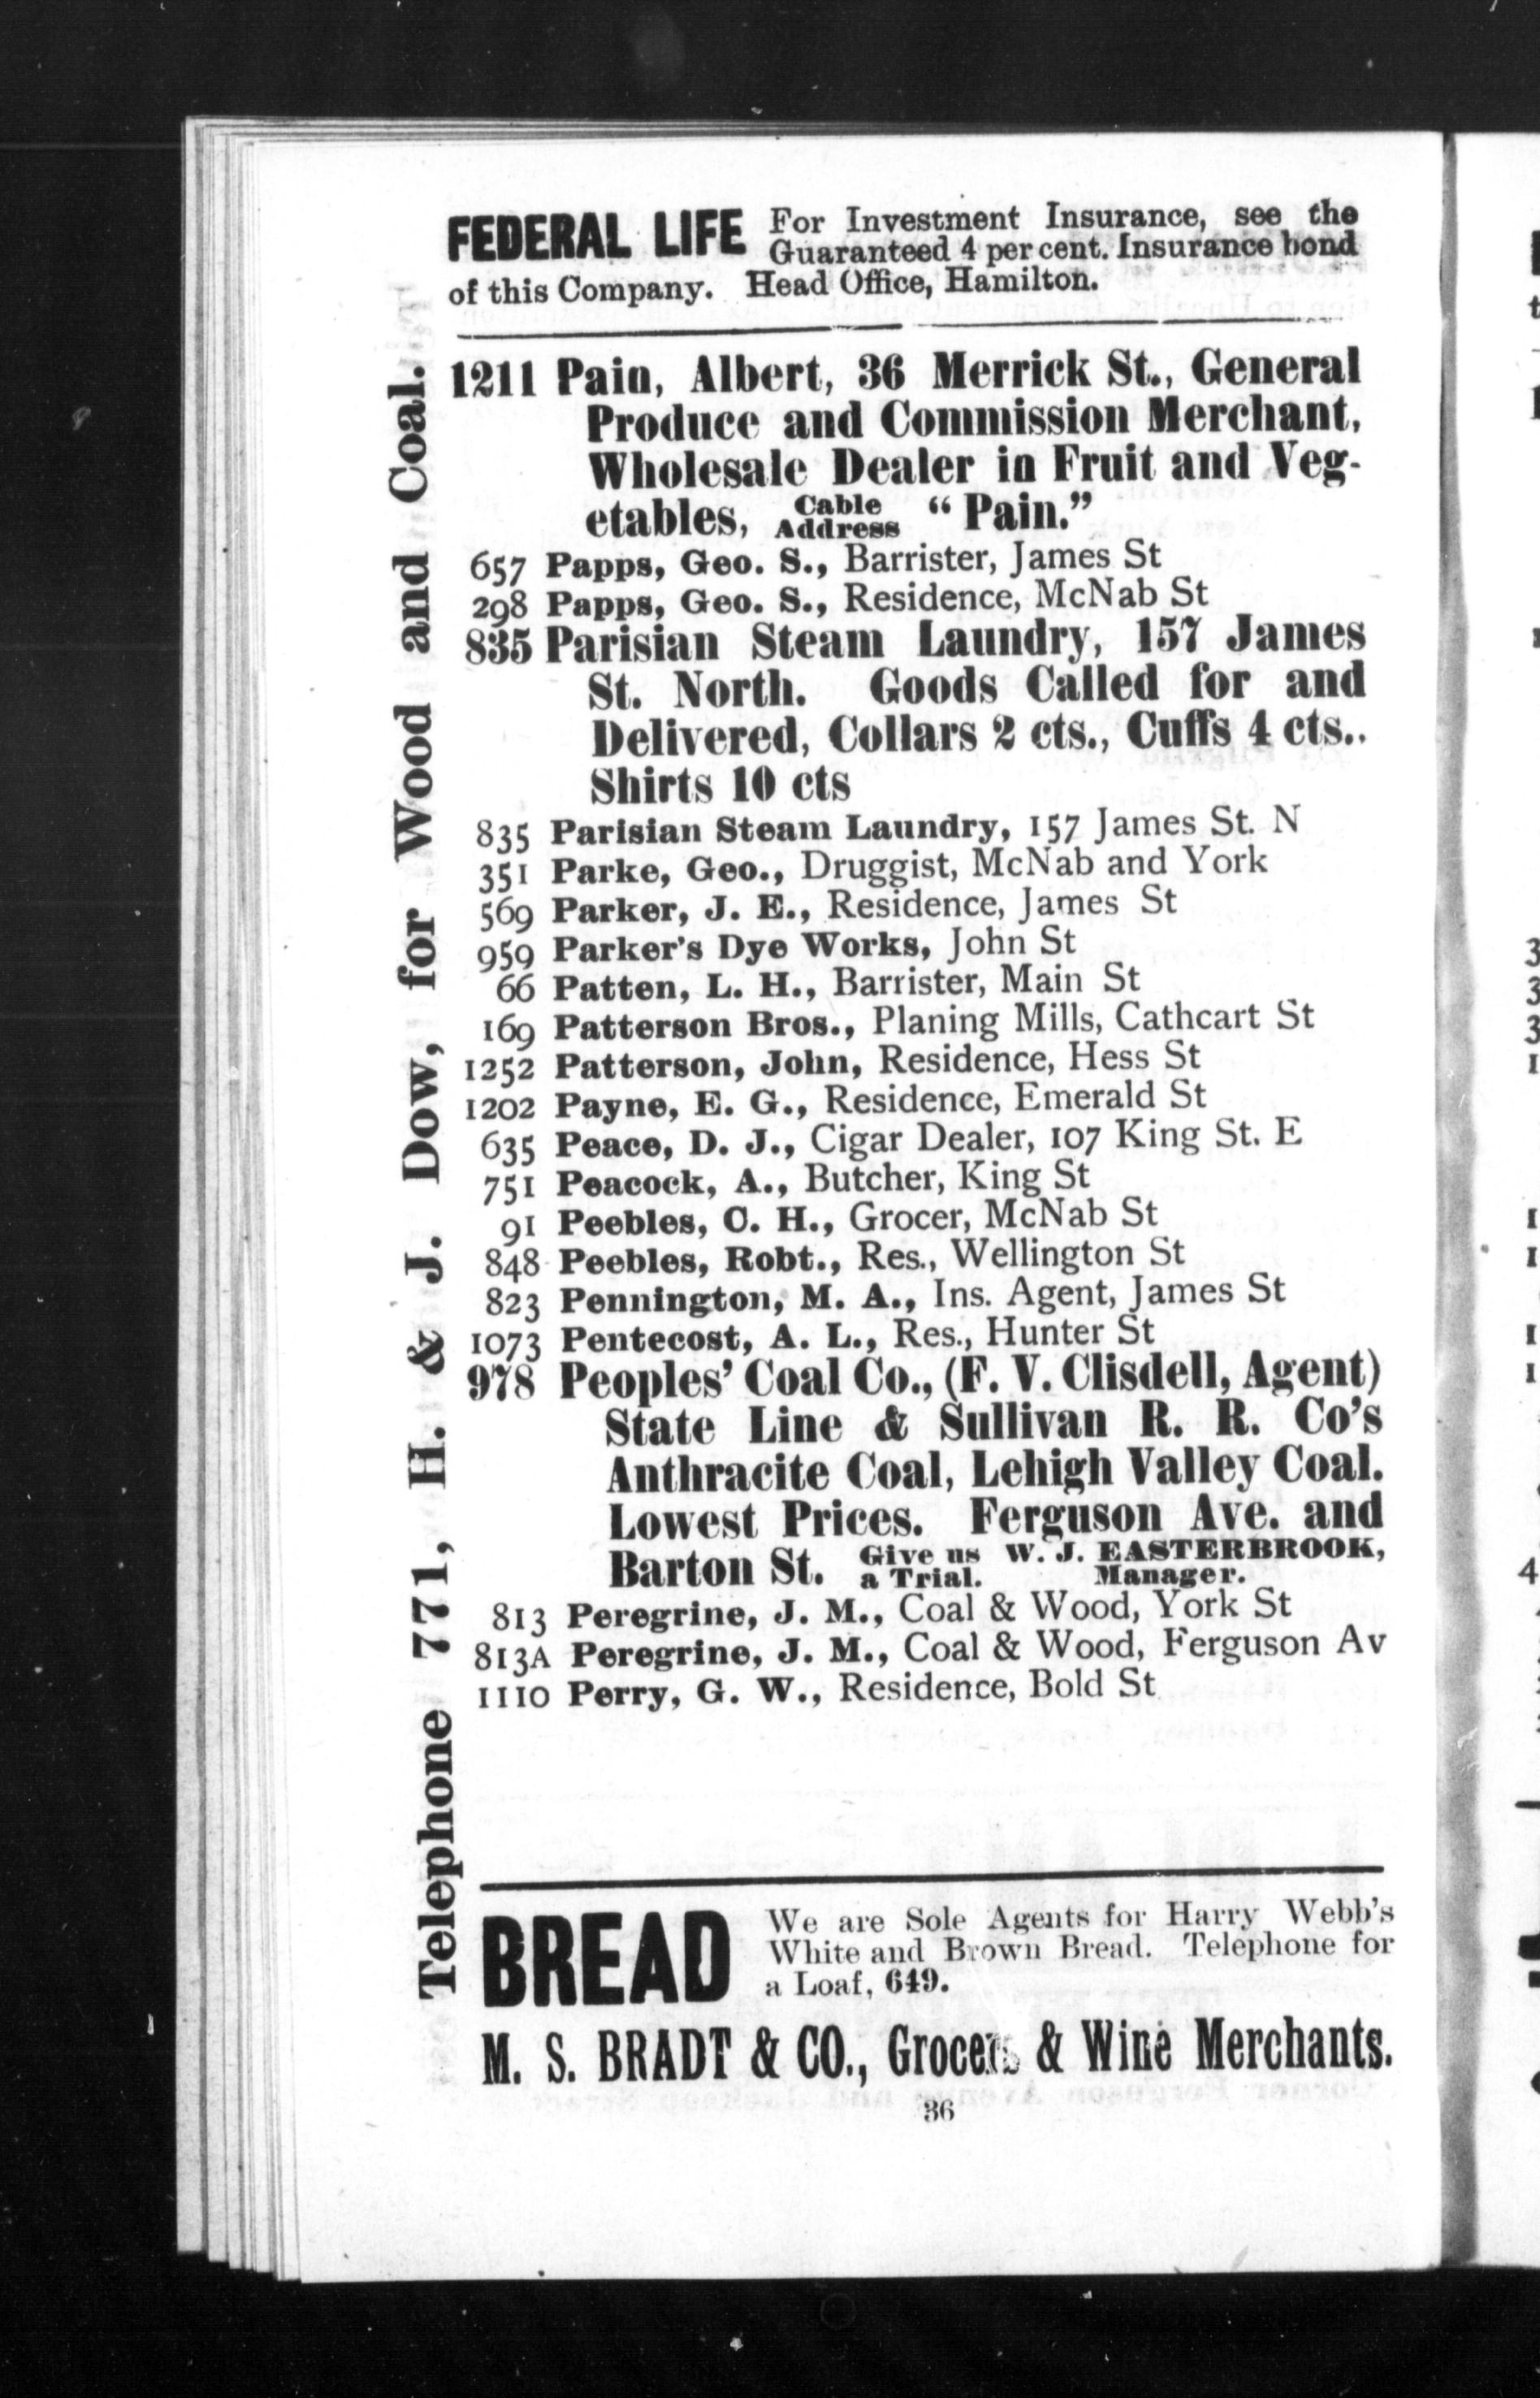 FEDERAL LIFE For Investment Insurance, see the
Guaranteed 4 per cent. Insurance bond
of this Company. Head Office, Hamilton.
1211 Pain, Albert, 36 Merrick St., General
Produce and Commission Merchant,
Wholesale Dealer in Fruit and Veg-
etables, Cable Address "Pain."
657 Papps, Geo. S., Barrister, James St
298 Papps, Geo. S., Residence, McNab St
835 Parisian Steam Laundry, 157 James
St. North. Goods Called for and
Delivered, Collars 2 cts., Cuffs 4 cts..
Shirts 10 cts
835 Parisian Steam Laundry, 157 James St. N
351 Parke, Geo., Druggist, McNab and York
569 Parker, J. E., Residence, James St
959 Parker's Dye Works, John St
66 Patten, L. H., Barrister, Main St
169 Patterson Bros., Planing Mills, Cathcart St
1252 Patterson, John, Residence, Hess St
1202 Payne, E. G., Residence, Emerald St
635 Peace, D. J., Cigar Dealer, 107 King St. E
751 Peacock, A., Butcher, King St
91 Peebles, C. H., Grocer, McNab St
848 Peebles, Robt., Res., Wellington St
823 Pennington, M. A., Ins. Agent, James St
1073 Pentecost, A. L., Res., Hunter St
978 Peoples' Coal Co., (F. V. Clisdell, Agent)
State Line & Sullivan R. R. Co's
Anthracite Coal, Lehigh Valley Coal.
Lowest Prices. Ferguson Ave. and
Barton St. Give us a Trial. W. J. EASTERBROOK, Manager.
813 Peregrine, J. M., Coal & Wood, York St
813A Peregrine, J. M., Coal & Wood, Ferguson Av
1110 Perry, G. W., Residence, Bold St
Telephone 771, H. & J. Dow, for Wood and Coal.
BREAD We are Sole Agents for Harry Webb's
White and Brown Bread. Telephone for
a Loaf, 649.
M. S. BRADT & CO., Grocers & Wine Merchants.
36